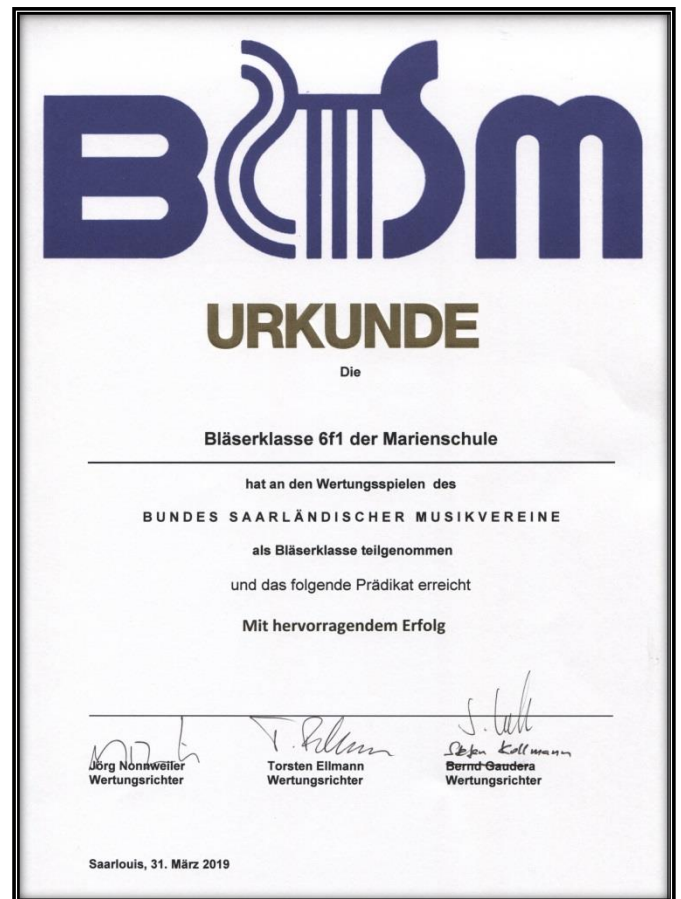 BSM
URKUNDE
Die
Bläserklasse 6f1 der Marienschule
hat an den Wertungsspielen des
BUNDES SAARLÄNDISCHER MUSIKVEREINE
als Bläserklasse teilgenommen
und das folgende Prädikat erreicht
Mit hervorragendem Erfolg
Stefan Kollmann
Jörg Nonnweiler Torsten Ellmann Bernd Gaudera
Wertungsrichter Wertungsrichter Wertungsrichter
Saarlouis, 31. März 2019